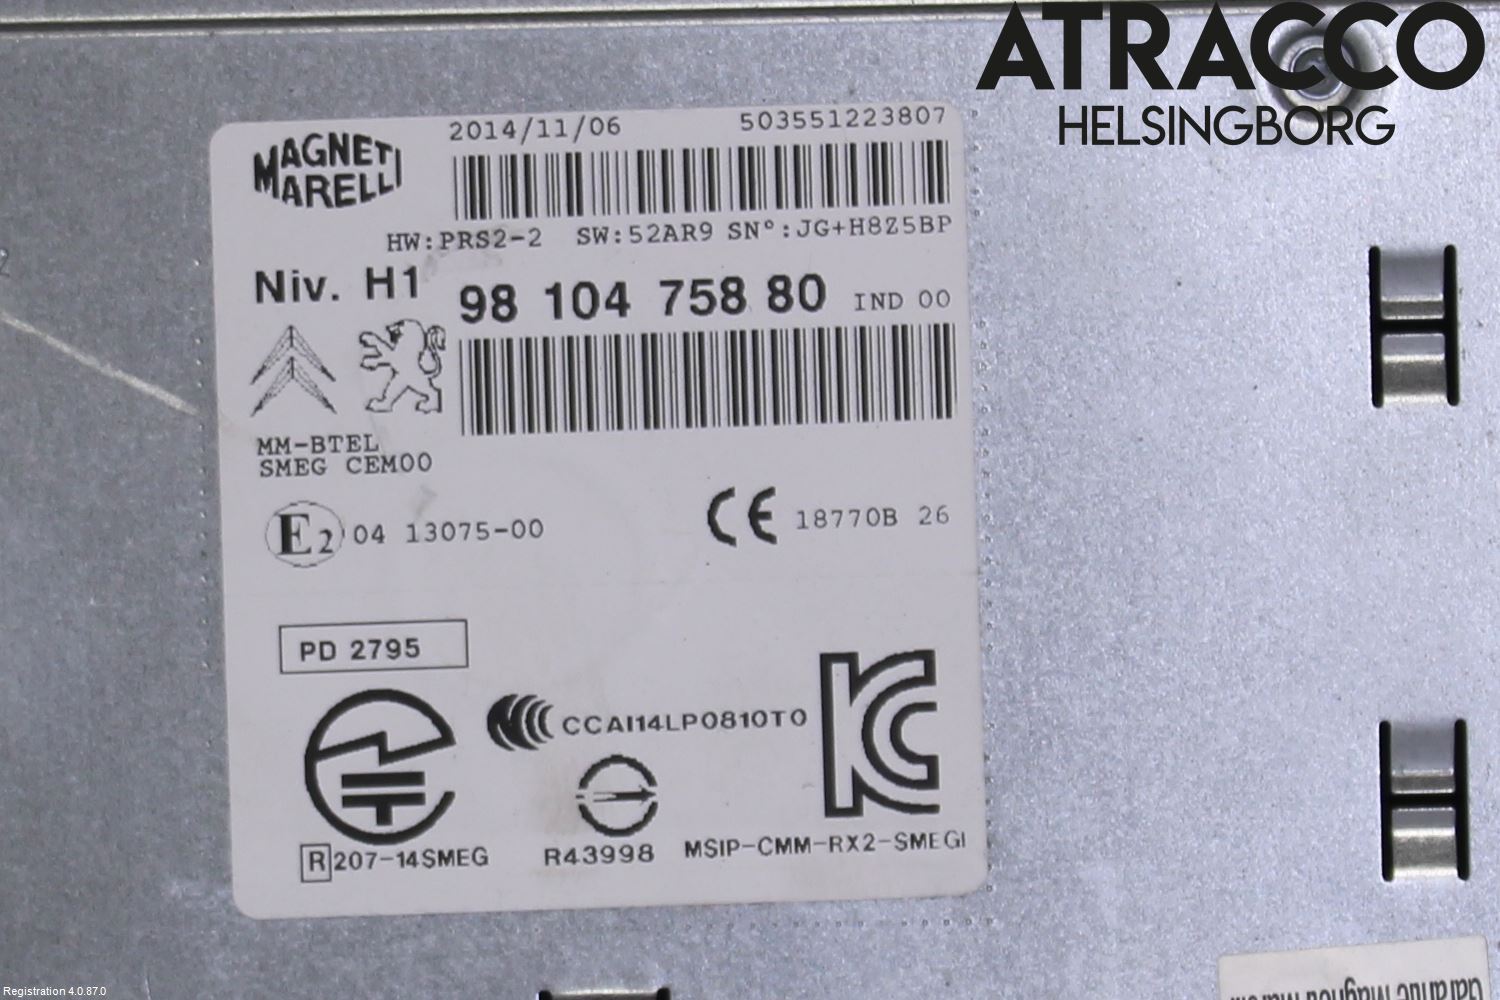 ATRACCO
HELSINGBORG
MAGNETI
MARELLI
2014/11/06 503551223807
HW:PRS2-2 SW:52AR9 SN°:JG+H8Z5BP
Niv. H1 98 104 758 80 IND 00
MM-BTEL
SMEG CEM00
E2 04 13075-00 CE 18770B 26
PD 2795
CCAI14LP0810T0
R 207-14SMEG R43998 MSIP-CMM-RX2-SMEGI
Registration 4.0.87.0